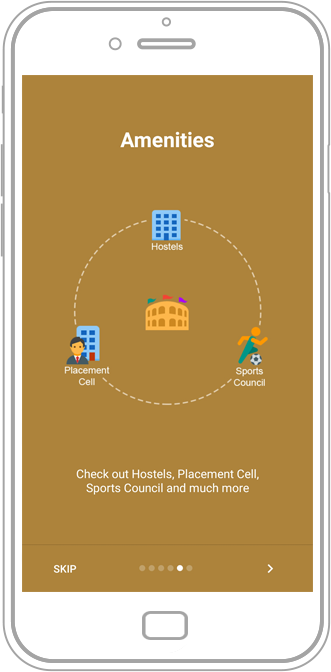 Amenities
Hostels
Placement
Cell
Sports
Council
Check out Hostels, Placement Cell,
Sports Council and much more
SKIP